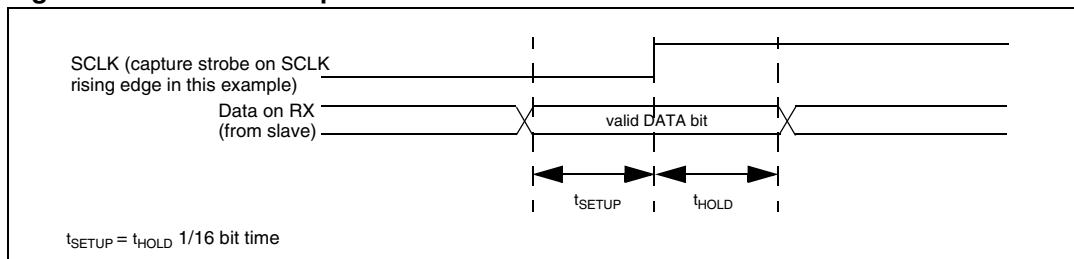 SCLK (capture strobe on SCLK
rising edge in this example)
Data on RX
(from slave)
valid DATA bit
tSETUP
tHOLD
tSETUP = tHOLD 1/16 bit time